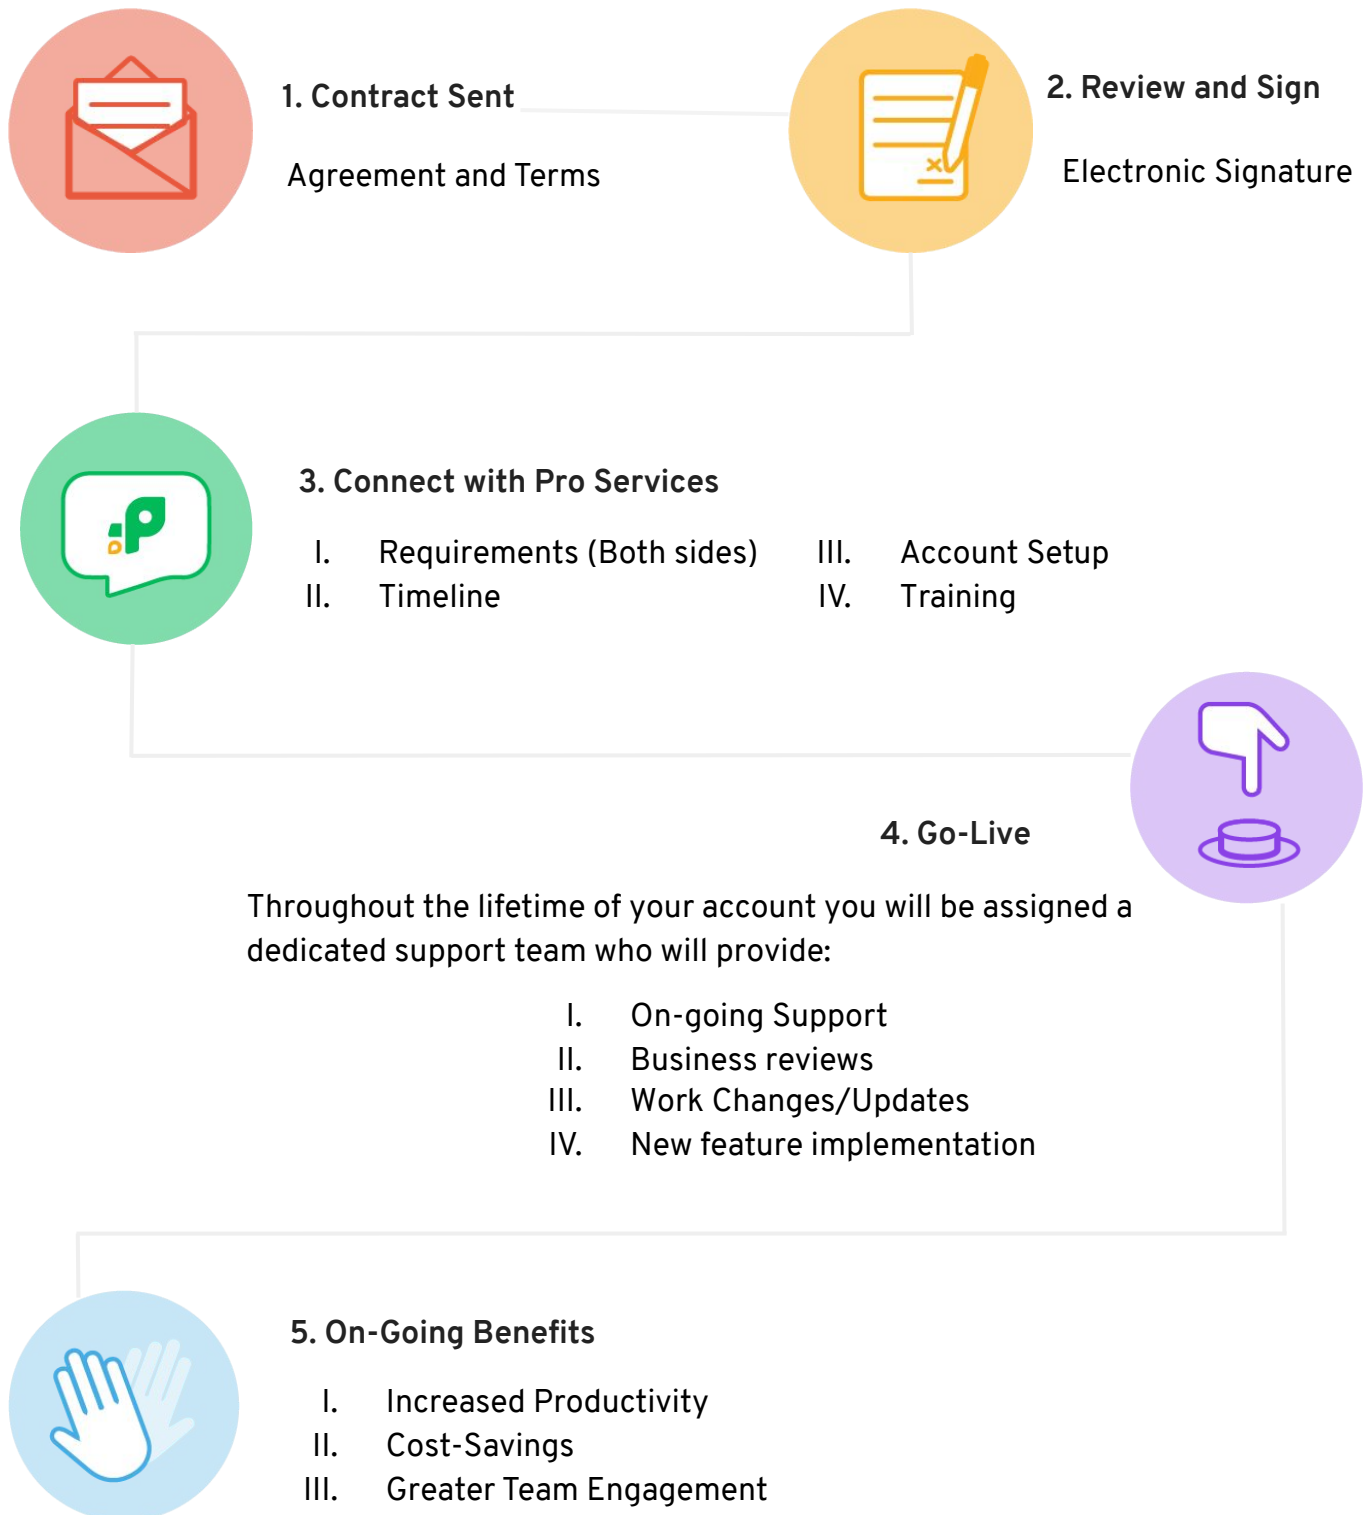 1. Contract Sent
Agreement and Terms
2. Review and Sign
Electronic Signature
3. Connect with Pro Services
I. Requirements (Both sides)
II. Timeline
III. Account Setup
IV. Training
4. Go-Live
Throughout the lifetime of your account you will be assigned a
dedicated support team who will provide:
I. On-going Support
II. Business reviews
III. Work Changes/Updates
IV. New feature implementation
5. On-Going Benefits
I. Increased Productivity
II. Cost-Savings
III. Greater Team Engagement